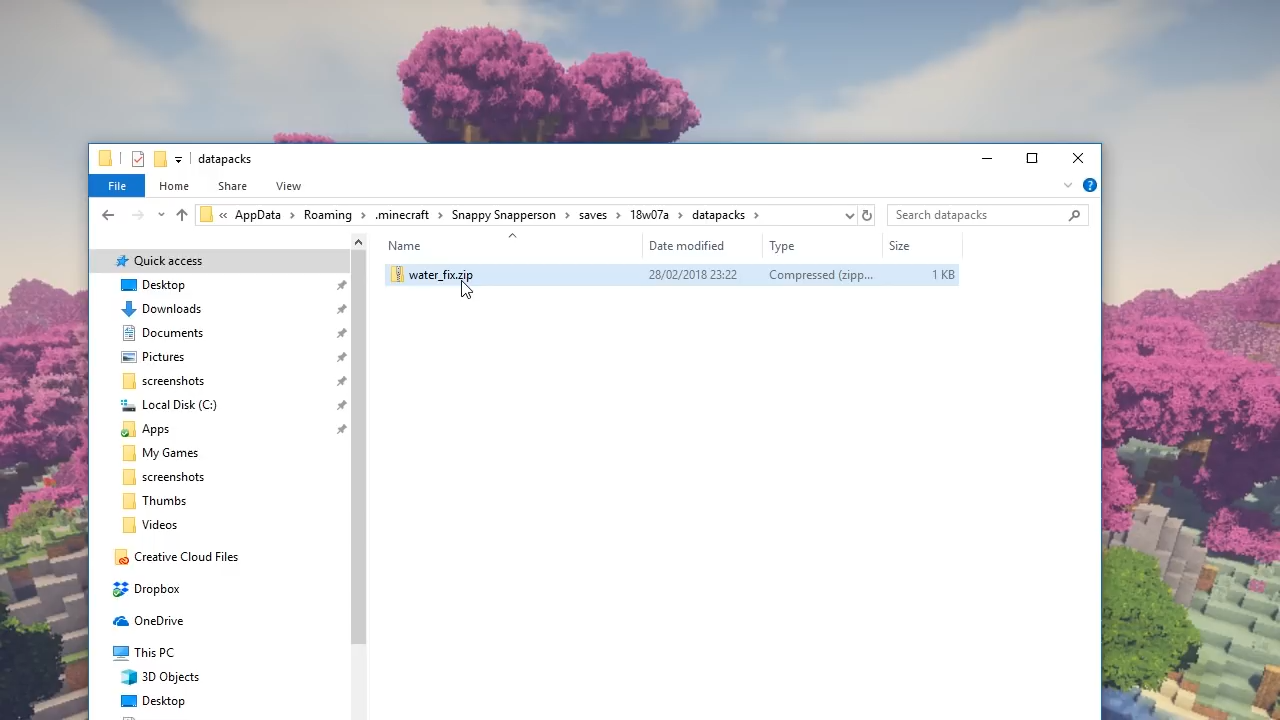 datapacks
File Home Share View
« AppData Roaming .minecraft Snappy Snapperson saves 18w07a datapacks Search datapacks
Name Date modified Type Size
water_fix.zip 28/02/2018 23:22 Compressed (zipp... 1 KB
Quick access
Desktop
Downloads
Documents
Pictures
screenshots
Local Disk (C:)
Apps
My Games
screenshots
Thumbs
Videos
Creative Cloud Files
Dropbox
OneDrive
This PC
3D Objects
Desktop